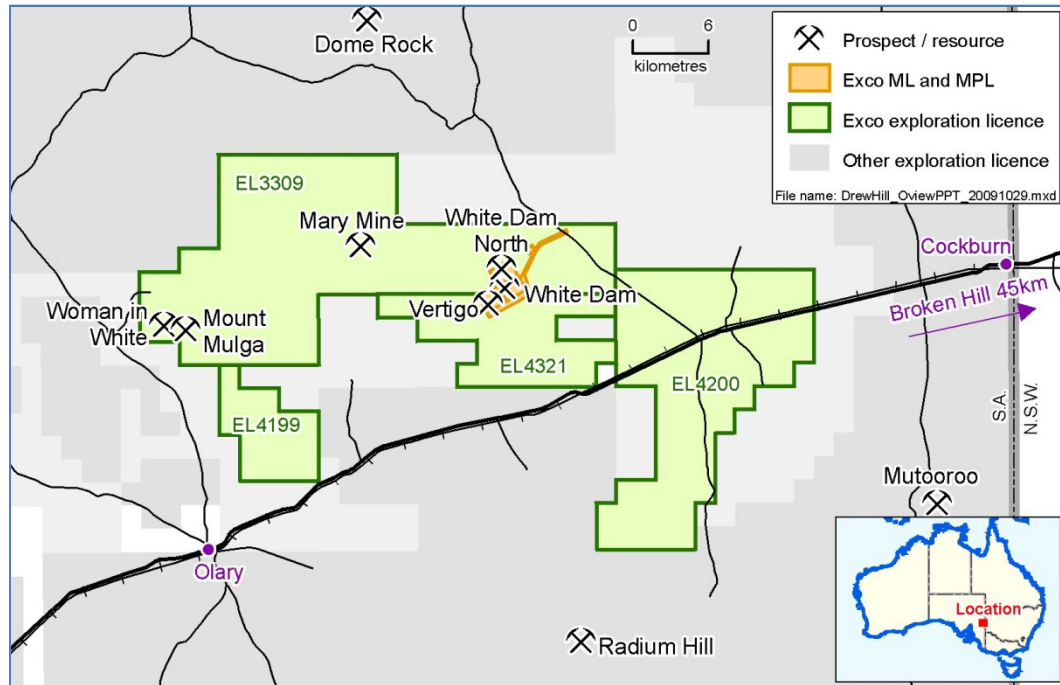 Dome Rock
0
6
kilometres
Prospect / resource
Exco ML and MPL
Exco exploration licence
Other exploration licence
File name: DrewHill_OviewPPT_20091029.mxd
EL3309
Mary Mine
White Dam
North
White Dam
Vertigo
Cockburn
Broken Hill 45km
Woman in
White
Mount
Mulga
EL4321
EL4200
EL4199
S.A.
N.S.W.
Mutooroo
Olary
Radium Hill
Location